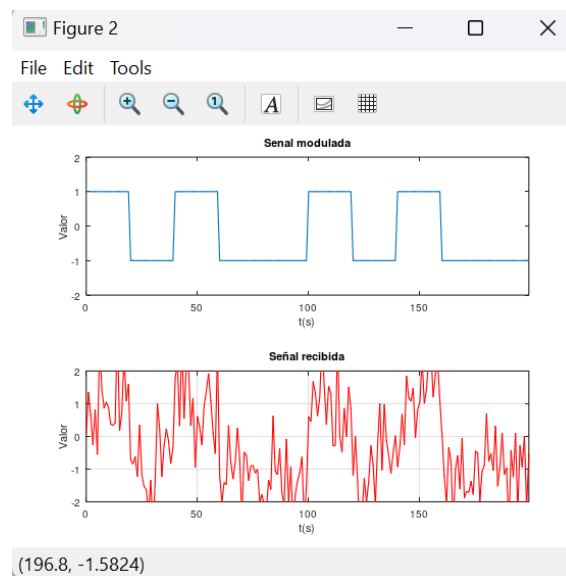 Figure 2
File Edit Tools
A
Senal modulada
2
1
0
-1
-2
Valor
0 50 100 150
t(s)
Señal recibida
2
1
0
-1
-2
Valor
0 50 100 150
t(s)
(196.8, -1.5824)